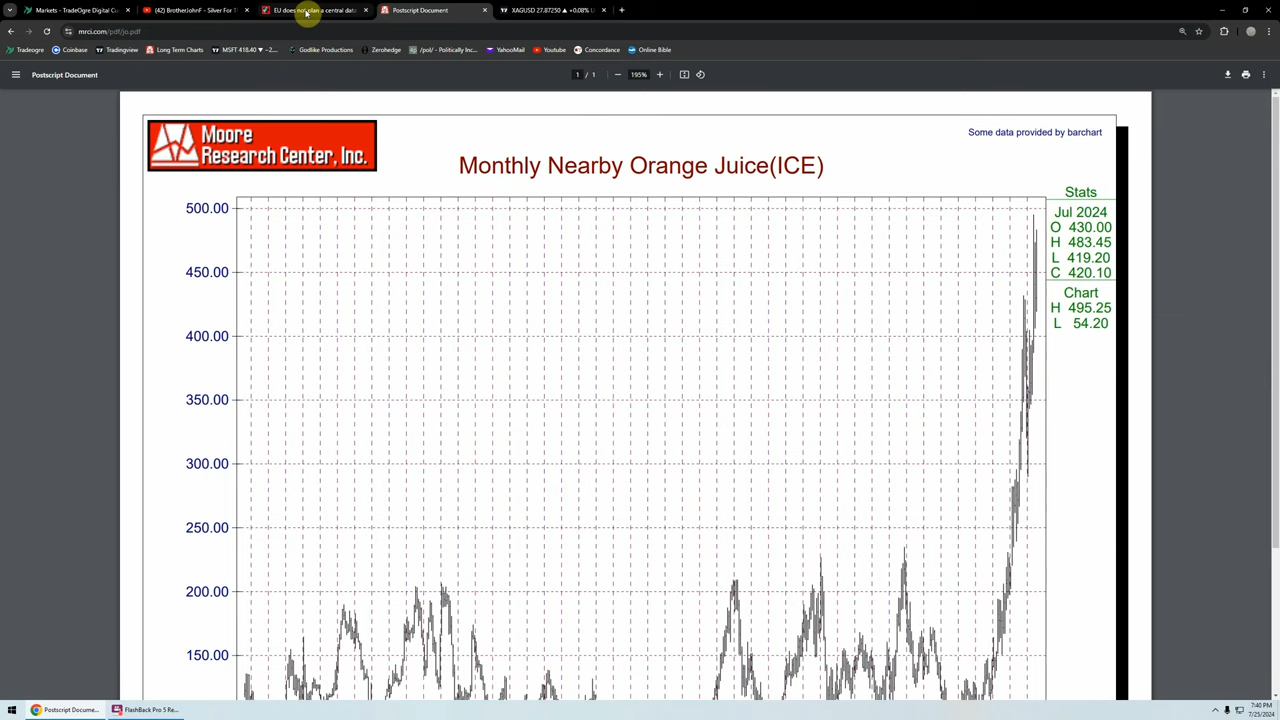 Markets - TradeOgre Digital Cu
(42) BrotherJohnF - Silver For T
EU does not plan a central data
Postscript Document
XAGUSD 27.87250 ▲ +0.08% U
mrci.com/pdf/jo.pdf
Tradeogre
Coinbase
Tradingview
Long Term Charts
MSFT 418.40 ▼ −2...
Godlike Productions
Zerohedge
/pol/ - Politically Inc...
YahooMail
Youtube
Concordance
Online Bible
Postscript Document
1 / 1
195%
Moore
Research Center, Inc.
Some data provided by barchart
Monthly Nearby Orange Juice(ICE)
Stats
Jul 2024
O 430.00
H 483.45
L 419.20
C 420.10
Chart
H 495.25
L 54.20
500.00
450.00
400.00
350.00
300.00
250.00
200.00
150.00
Postscript Docume...
FlashBack Pro 5 Re...
7:40 PM
7/25/2024